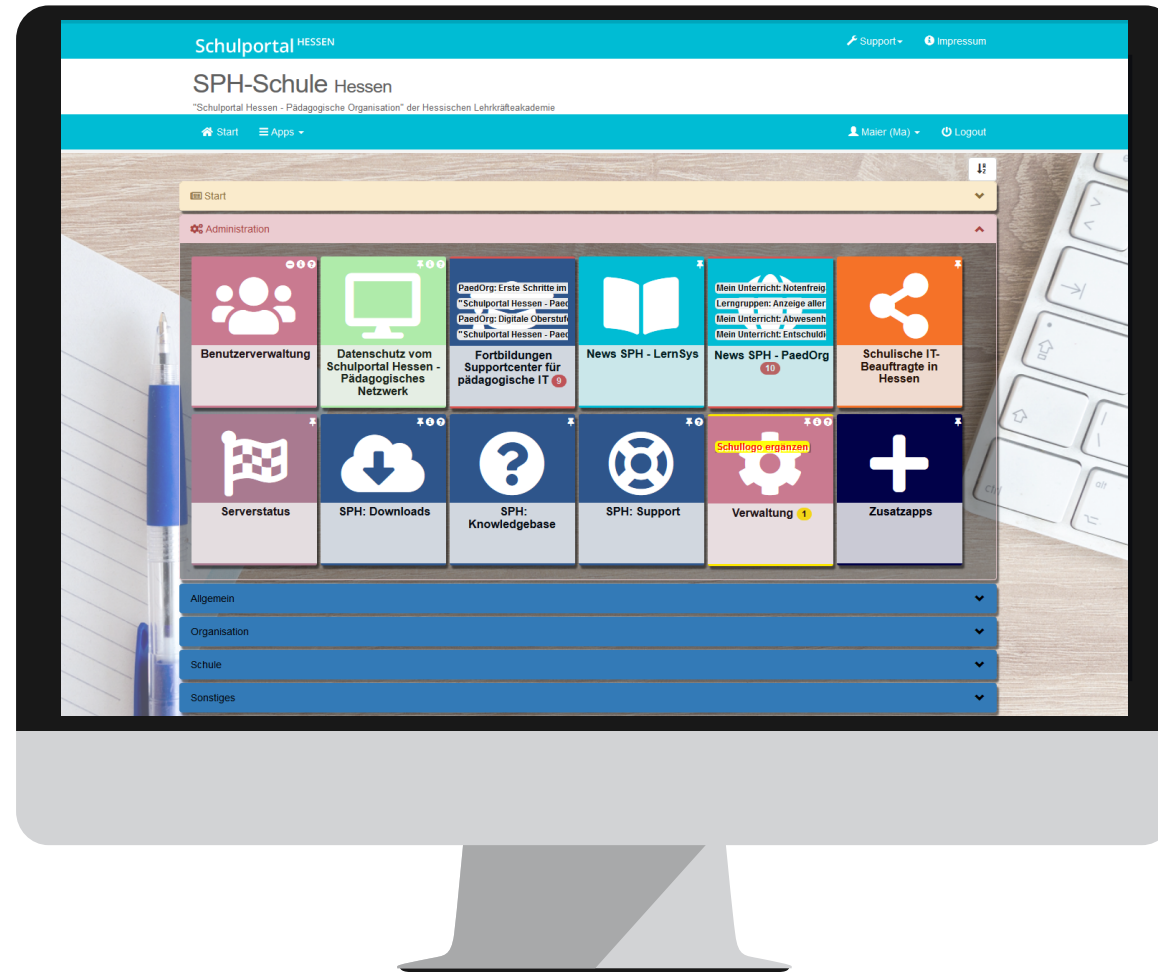 Schulportal HESSEN
Support
Impressum
SPH-Schule Hessen
"Schulportal Hessen - Pädagogische Organisation" der Hessischen Lehrkräfteakademie
Start
Apps
Maier (Ma)
Logout
Start
Administration
Benutzerverwaltung
Datenschutz vom
Schulportal Hessen -
Pädagogisches
Netzwerk
PaedOrg: Erste Schritte im
"Schulportal Hessen - Paed
PaedOrg: Digitale Oberstufe
"Schulportal Hessen - Paed
Fortbildungen
Supportcenter für
pädagogische IT 9
News SPH - LernSys
Mein Unterricht: Notenfreig
Lerngruppen: Anzeige aller
Mein Unterricht: Abwesenh
Mein Unterricht: Entschuldi
News SPH - PaedOrg
10
Schulische IT-
Beauftragte in
Hessen
Serverstatus
SPH: Downloads
SPH:
Knowledgebase
SPH: Support
Schullogo ergänzen
Verwaltung 1
Zusatzapps
Allgemein
Organisation
Schule
Sonstiges
ctrl
alt